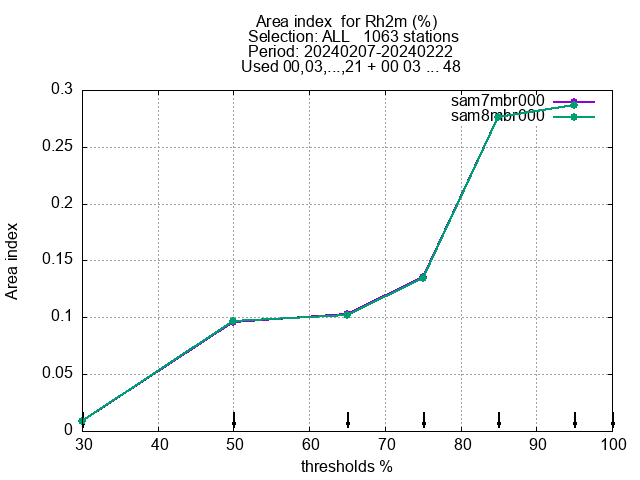 Area index  for Rh2m (%)
Selection: ALL   1063 stations
Period: 20240207-20240222
Used 00,03,...,21 + 00 03 ... 48
sam7mbr000
sam8mbr000
0.3
0.25
0.2
0.15
0.1
0.05
0
Area index
30 40 50 60 70 80 90 100
thresholds %